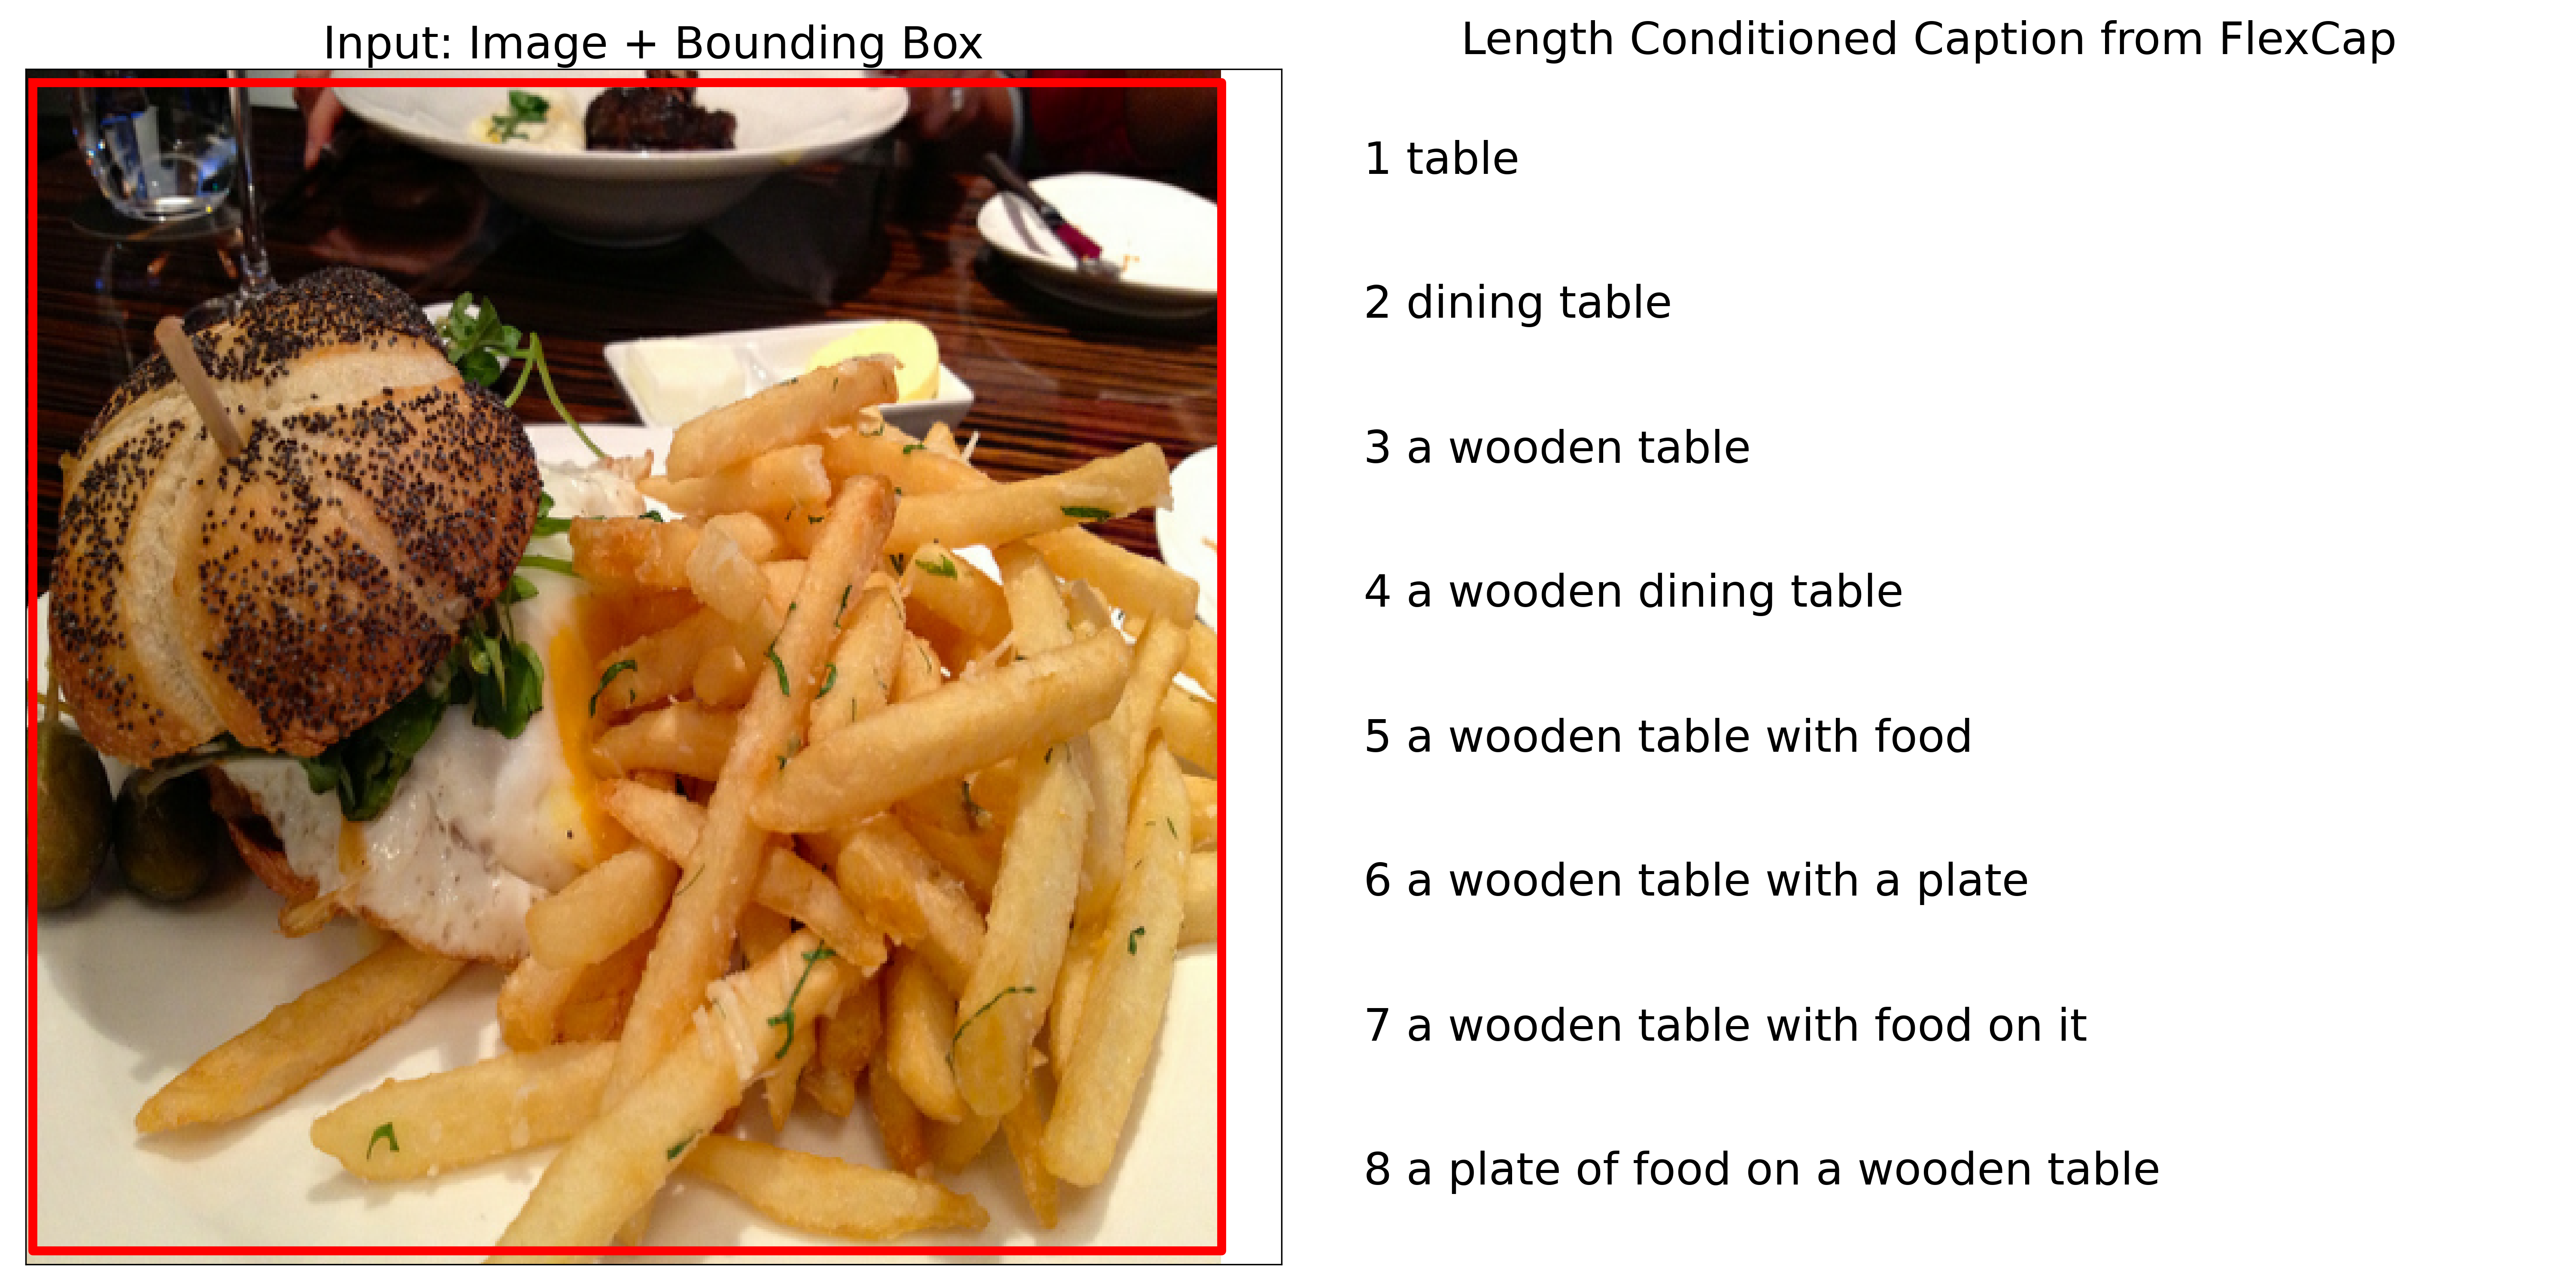 Input: Image + Bounding Box
Length Conditioned Caption from FlexCap
1 table
2 dining table
3 a wooden table
4 a wooden dining table
5 a wooden table with food
6 a wooden table with a plate
7 a wooden table with food on it
8 a plate of food on a wooden table